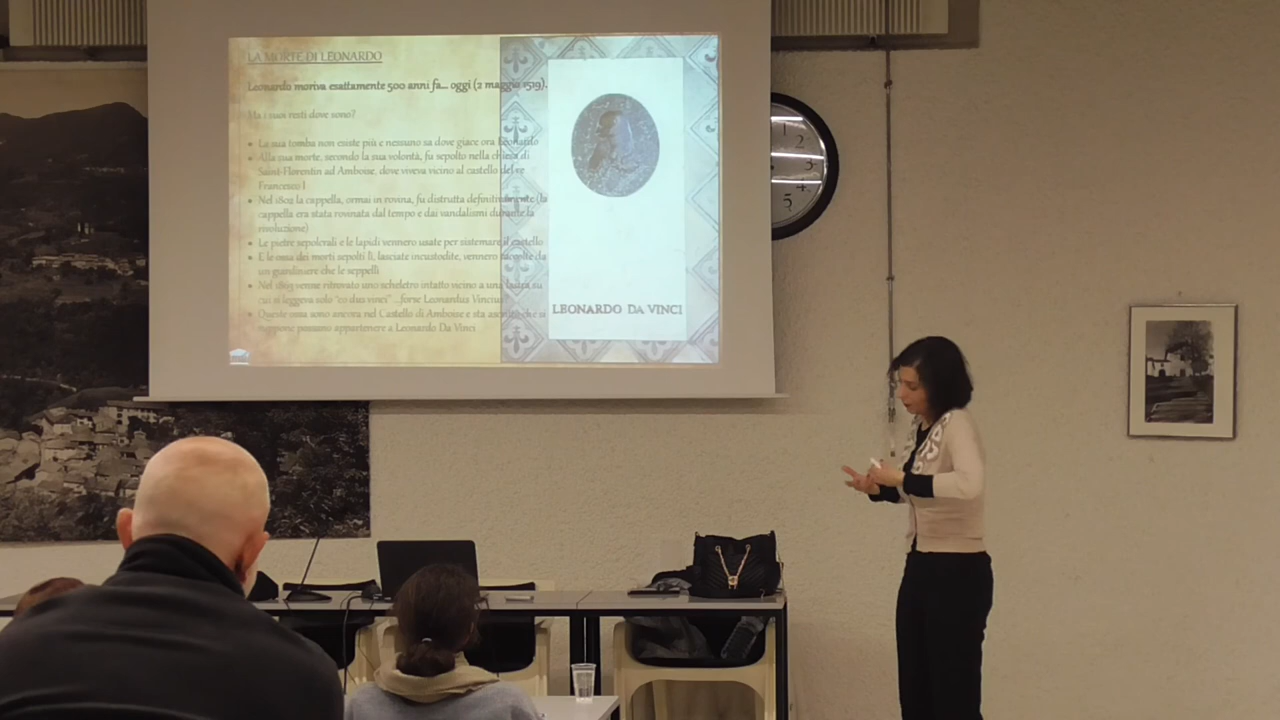 LA MORTE DI LEONARDO
Leonardo moriva esattamente 500 anni fa... oggi (2 maggio 1519).
Ma i suoi resti dove sono?
• La sua tomba non esiste più e nessuno sa dove giace ora Leonardo
• Alla sua morte, secondo la sua volontà, fu sepolto nella chiesa di
Saint-Florentin ad Amboise, dove viveva vicino al castello del re
Francesco I
• Nel 1802 la cappella, ormai in rovina, fu distrutta definitivamente (la
cappella era stata rovinata dal tempo e dai vandalismi durante la
rivoluzione)
• Le pietre sepolcrali e le lapidi vennero usate per sistemare il castello
• E le ossa dei morti sepolti lì, lasciate incustodite, vennero raccolte da
un giardiniere che le seppellì
• Nel 1863 venne ritrovato uno scheletro intatto vicino a una lastra su
cui si leggeva solo "eo dus vinci" ...forse Leonardus Vincius?
• Queste ossa sono ancora nel Castello di Amboise e sta che si
suppone possano appartenere a Leonardo Da Vinci
LEONARDO DA VINCI
1
2
3
4
5